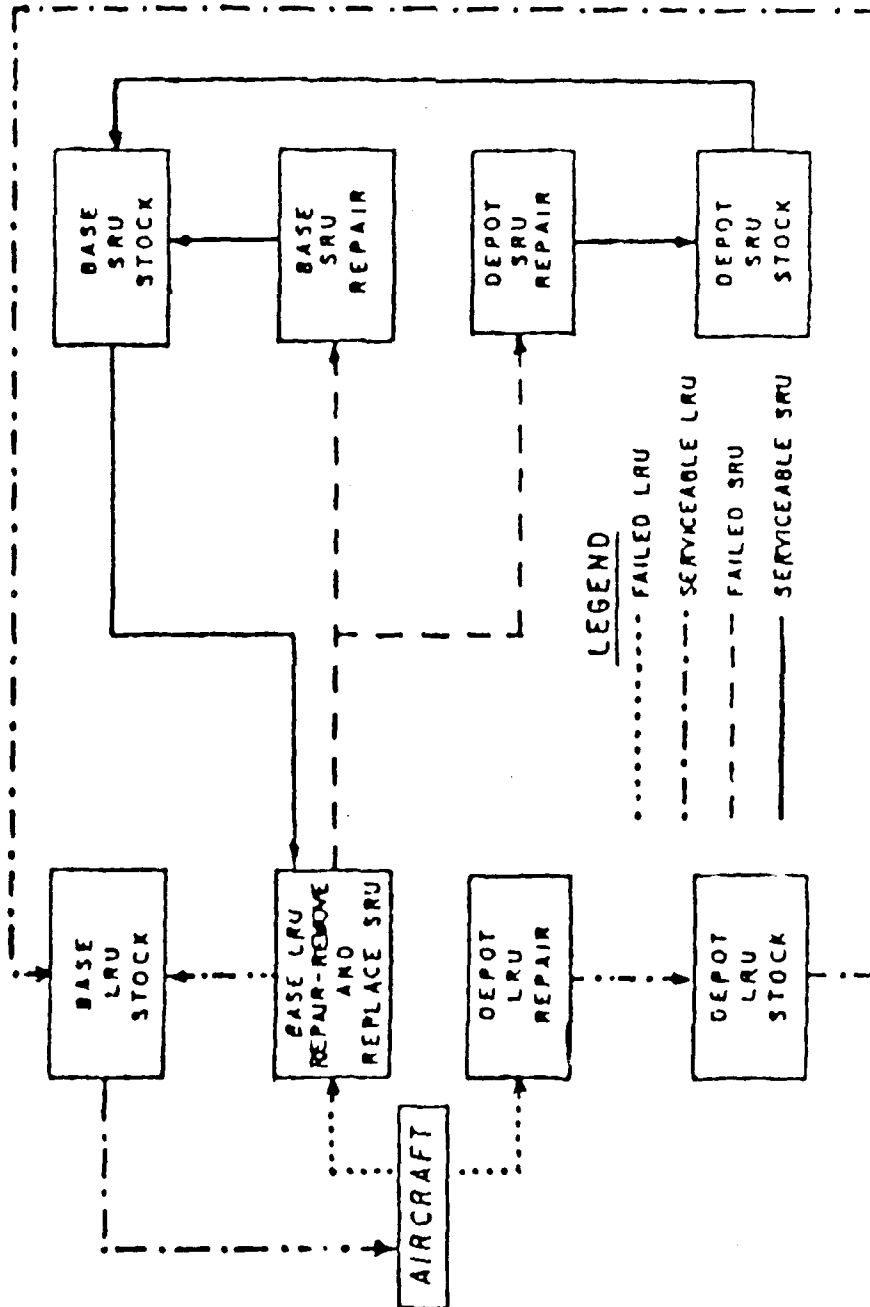 BASE
LRU
STOCK
BASE
SRU
STOCK
BASE LRU
REPAIR-REMOVE
AND
REPLACE SRU
BASE
SRU
REPAIR
AIRCRAFT
DEPOT
LRU
REPAIR
DEPOT
SRU
REPAIR
DEPOT
LRU
STOCK
DEPOT
SRU
STOCK
LEGEND
FAILED LRU
SERVICEABLE LRU
FAILED SRU
SERVICEABLE SRU